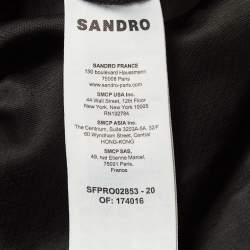 SANDRO
SANDRO FRANCE
150 boulevard Haussmann
75008 Paris
www.sandro-paris.com
SMCP USA Inc.
44 Wall Street, 12th Floor
New York, New York 10005
RN132784
SMCP ASIA Inc.
The Centrium, Suite 3203A-5A, 32/F
60 Wyndham Street, Central
HONG-KONG
SMCP SAS,
49, rue Etienne Marcel,
75001 Paris,
France
SFPRO02853 - 20
OF: 174016